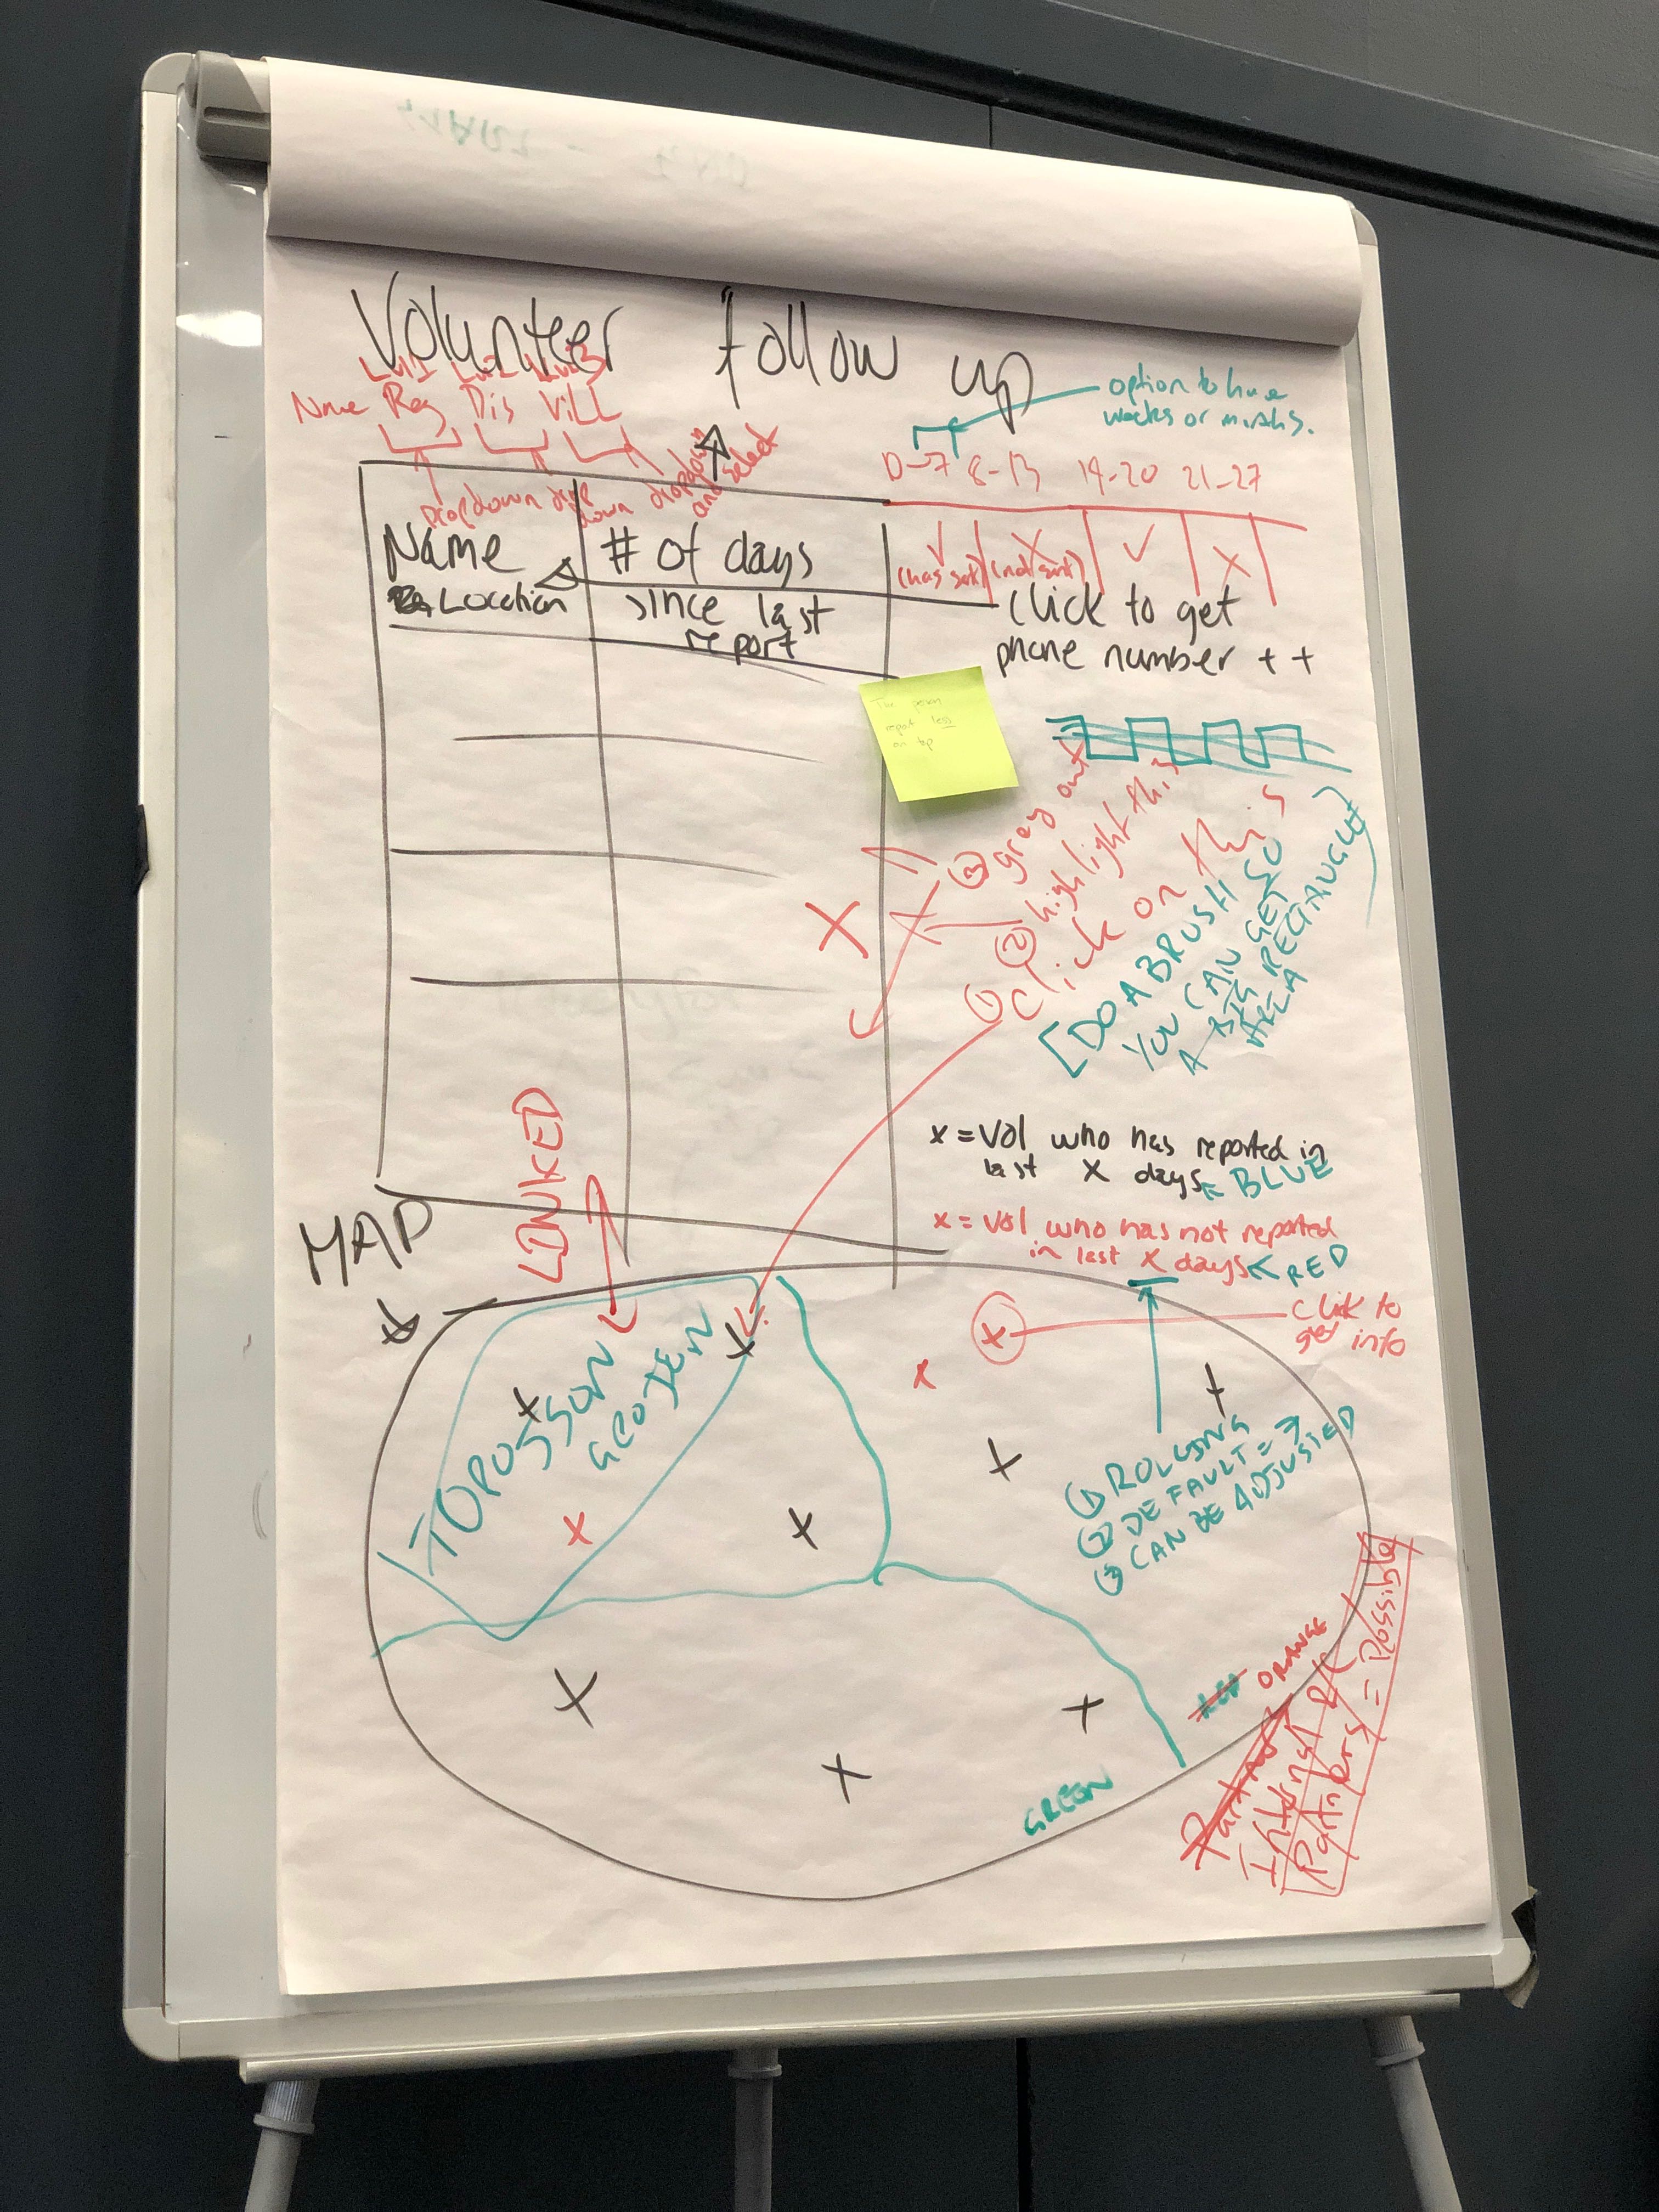 Volunteer follow up
Lvl1 Lvl2 Lvl3
Name Reg Dis Vill
Dropdown drop down dropdown and select
option to have
weeks or months.
0-7 8-13 14-20 21-27
Name
Location
# of days
since last
report
✓ X ✓ X
(has sent) (not sent)
click to get
phone number ++
The person
report less
on top
③ grey out
② highlight this
① click on this
[DO A BRUSH SO
YOU CAN GET
A BIG RECTANGULET
AREA
X
x = Vol who has reported in
last X days ← BLUE
x = Vol who has not reported
in last X days ← RED
LINKED
MAP
click to
get info
TOPOJSON
GEOJSON
① ROLLING
② DEFAULT = 7
③ CAN BE ADJUSTED
ORANGE
GREEN
Internal RC
Partners = Possible